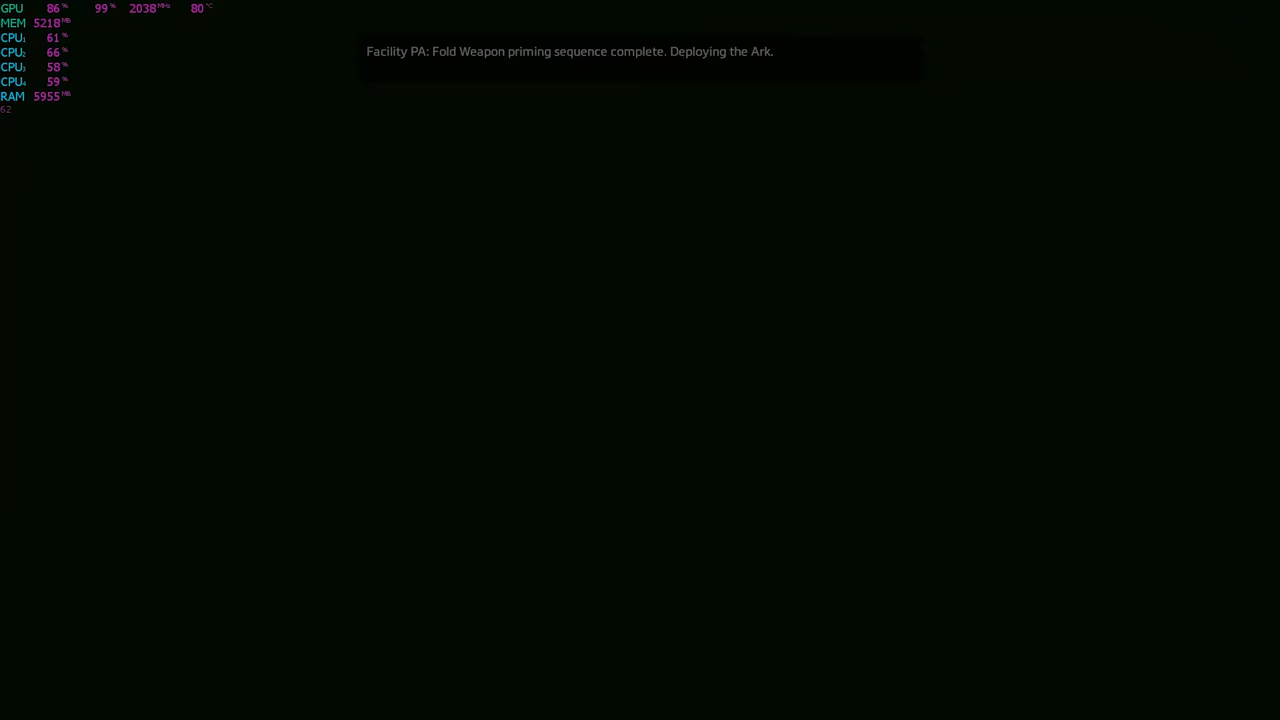 GPU 86 % 99 % 2038 MHz 80 °C
Facility PA: Fold Weapon priming sequence complete. Deploying the Ark.
MEM 5218 MB
CPU₁ 61 %
CPU₂ 66 %
CPU₃ 58 %
CPU₄ 59 %
RAM 5955 MB
62